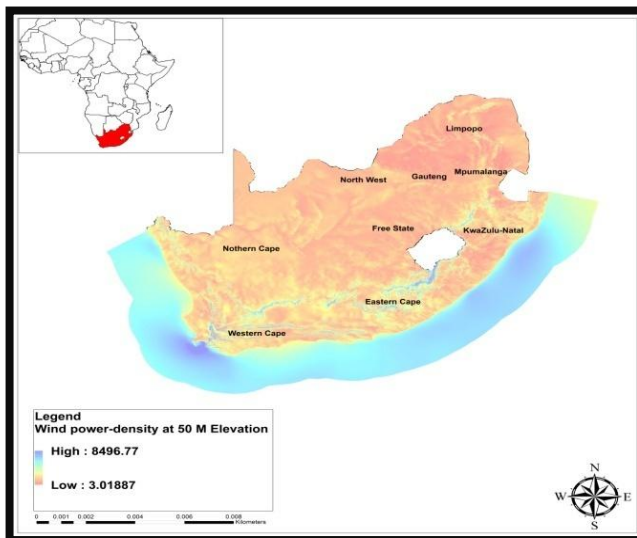 Limpopo
Mpumalanga
North West
Gauteng
Free State
KwaZulu-Natal
Nothern Cape
Eastern Cape
Western Cape
Legend
Wind power-density at 50 M Elevation
High : 8496.77
Low : 3.01887
0 0.001 0.002 0.004 0.006 0.008
Kilometers
N
W E
S